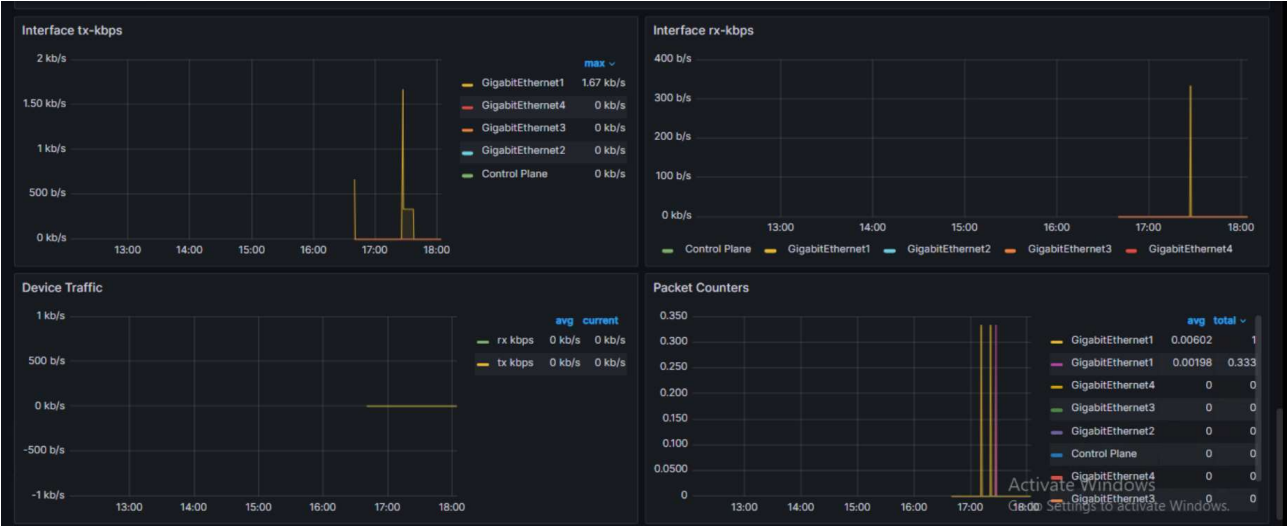 Interface tx-kbps
2 kb/s
1.50 kb/s
1 kb/s
500 b/s
0 kb/s
13:00 14:00 15:00 16:00 17:00 18:00
max
GigabitEthernet1 1.67 kb/s
GigabitEthernet4 0 kb/s
GigabitEthernet3 0 kb/s
GigabitEthernet2 0 kb/s
Control Plane 0 kb/s
Interface rx-kbps
400 b/s
300 b/s
200 b/s
100 b/s
0 kb/s
13:00 14:00 15:00 16:00 17:00 18:00
Control Plane GigabitEthernet1 GigabitEthernet2 GigabitEthernet3 GigabitEthernet4
Device Traffic
1 kb/s
500 b/s
0 kb/s
-500 b/s
-1 kb/s
13:00 14:00 15:00 16:00 17:00 18:00
avg current
rx kbps 0 kb/s 0 kb/s
tx kbps 0 kb/s 0 kb/s
Packet Counters
0.350
0.300
0.250
0.200
0.150
0.100
0.0500
0
13:00 14:00 15:00 16:00 17:00 18:00
avg total
GigabitEthernet1 0.00602 1
GigabitEthernet1 0.00198 0.333
GigabitEthernet4 0 0
GigabitEthernet3 0 0
GigabitEthernet2 0 0
Control Plane 0 0
GigabitEthernet4 0 0
GigabitEthernet3 0 0
Activate Windows
Go to Settings to activate Windows.